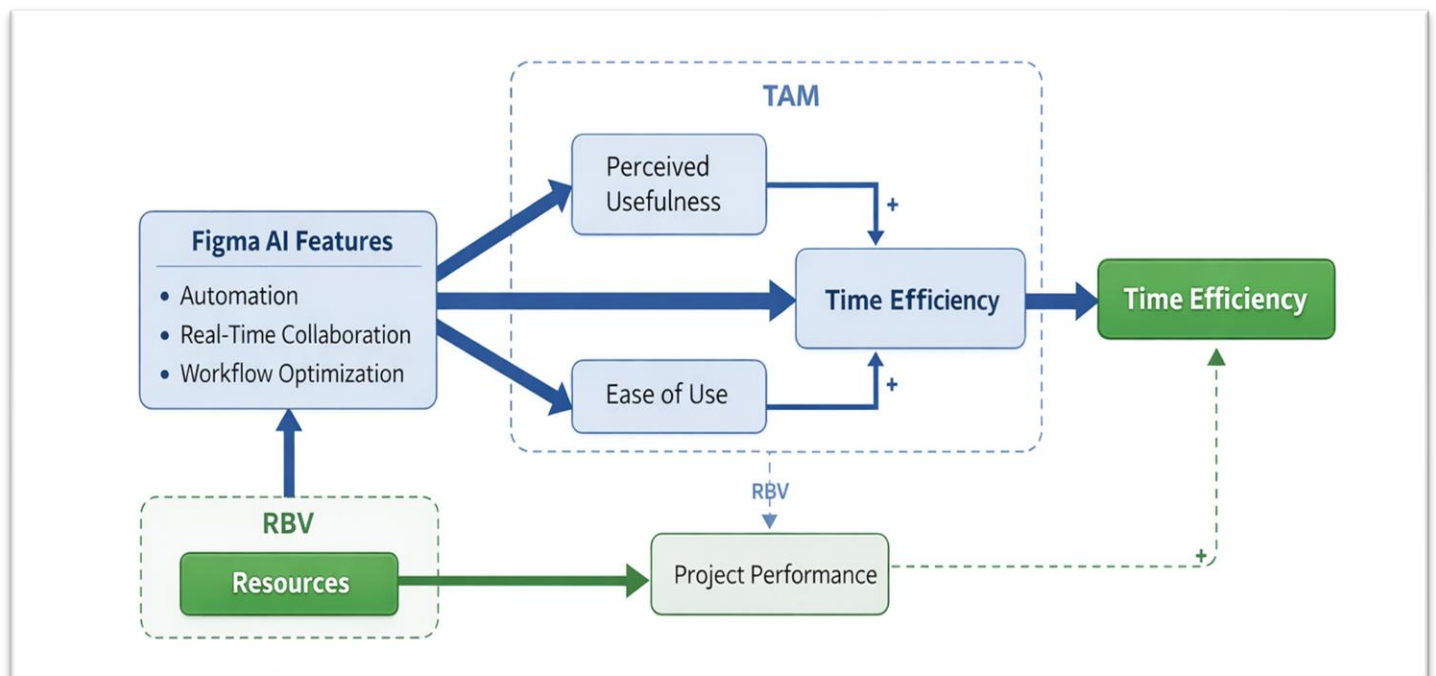 TAM
Perceived
Usefulness
+
Figma AI Features
• Automation
• Real-Time Collaboration
• Workflow Optimization
Time Efficiency
Time Efficiency
Ease of Use
+
RBV
RBV
Resources
Project Performance
+